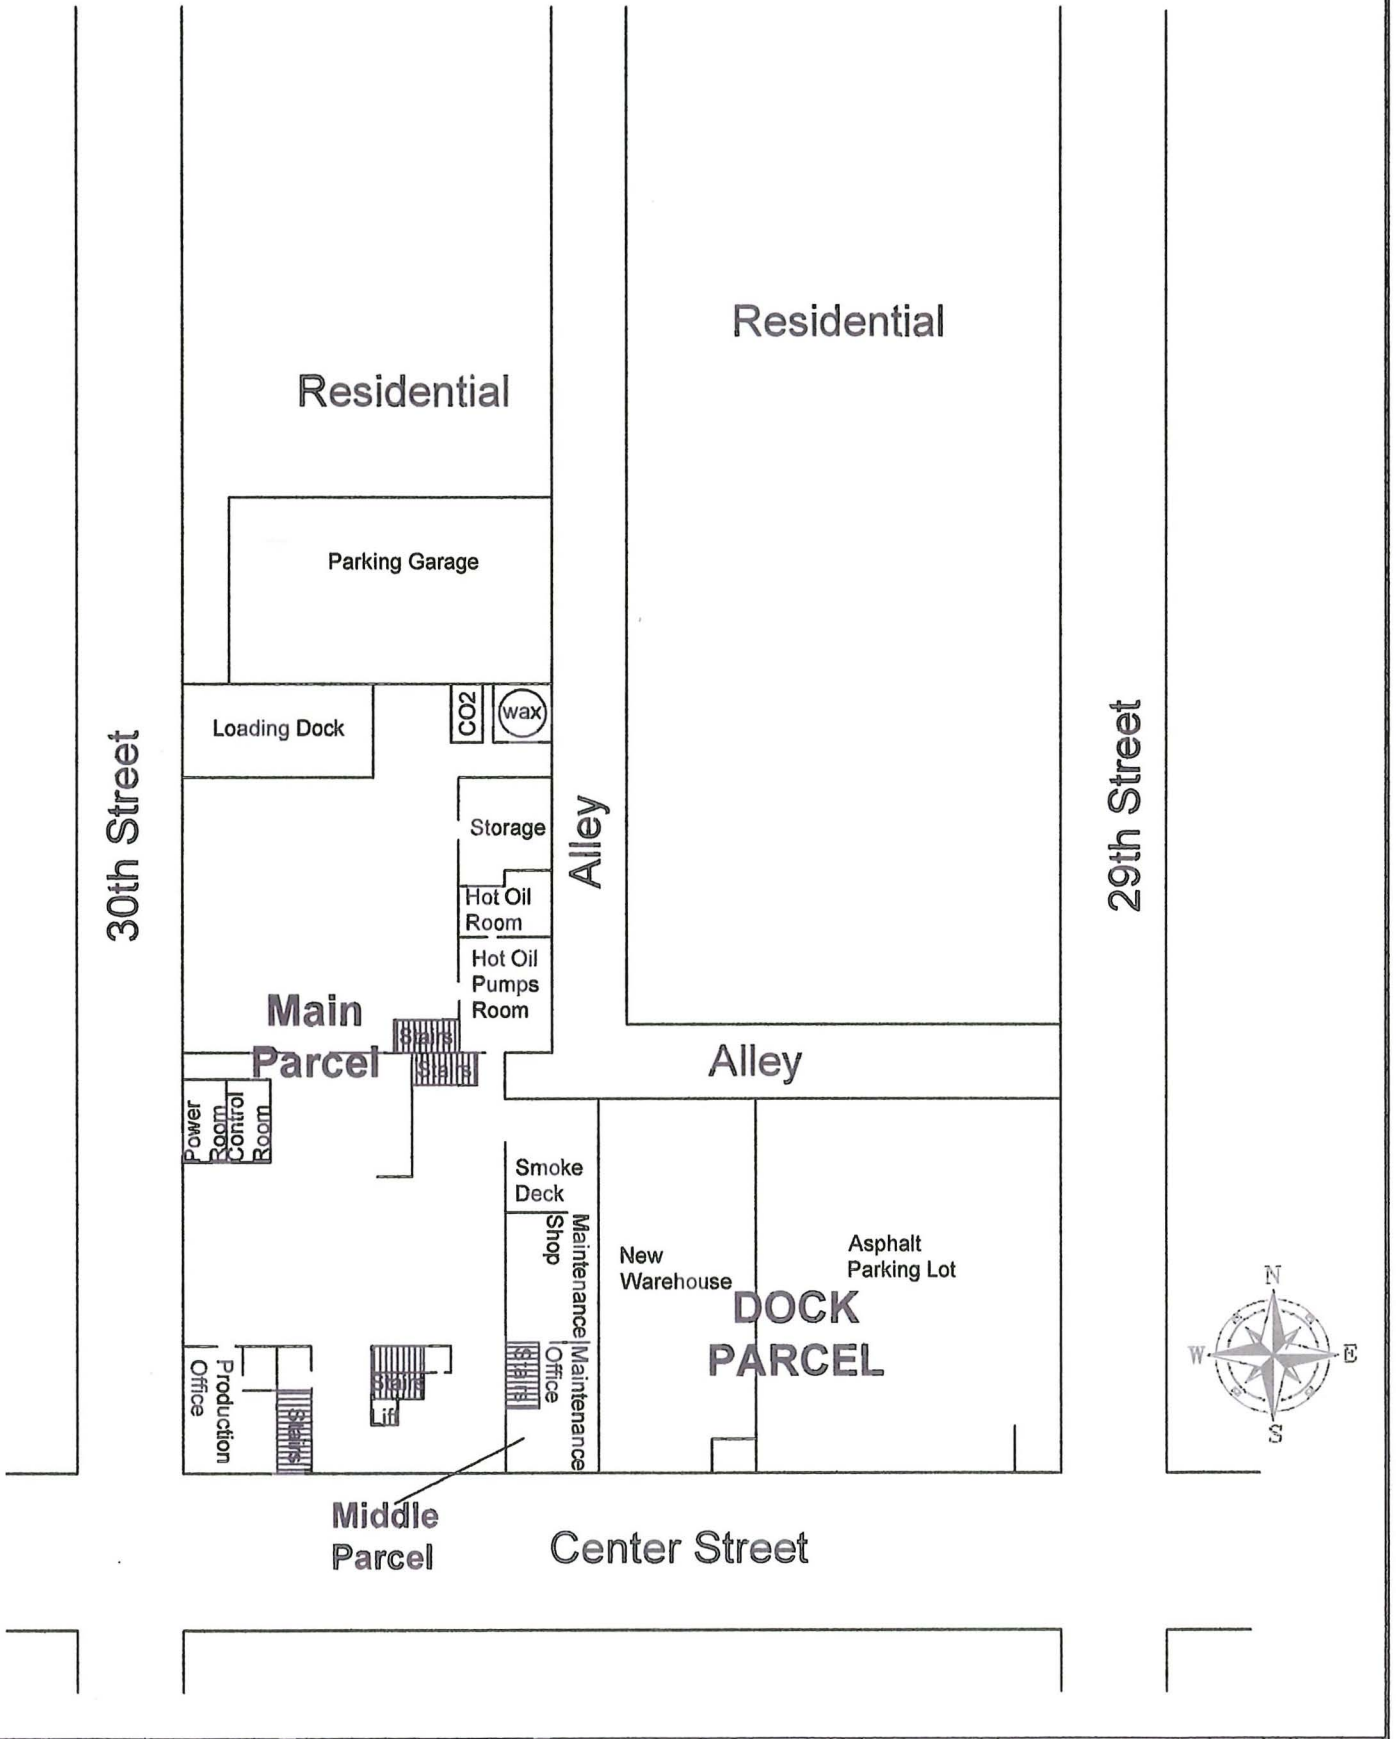 Residential
Residential
Parking Garage
Loading Dock
CO2
wax
30th Street
Storage
Alley
29th Street
Hot Oil
Room
Hot Oil
Pumps
Room
Main
Parcel
Stairs
Stairs
Alley
Power
Room
Control
Room
Smoke
Deck
Maintenance
Shop
New
Warehouse
Asphalt
Parking Lot
DOCK
PARCEL
N
W
E
S
Production
Office
Stairs
Stairs
Lift
Stairs
Maintenance
Office
Middle
Parcel
Center Street